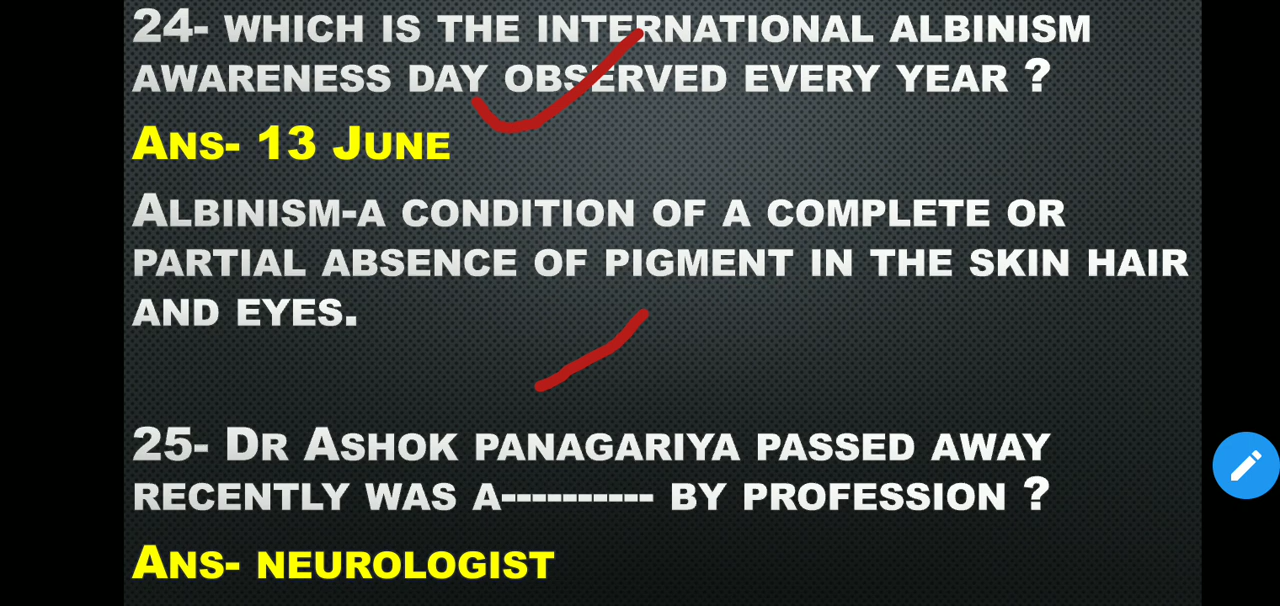 24- WHICH IS THE INTERNATIONAL ALBINISM
AWARENESS DAY OBSERVED EVERY YEAR ?
ANS- 13 JUNE
ALBINISM-A CONDITION OF A COMPLETE OR
PARTIAL ABSENCE OF PIGMENT IN THE SKIN HAIR
AND EYES.
25- DR ASHOK PANAGARIYA PASSED AWAY
RECENTLY WAS A---------- BY PROFESSION ?
ANS- NEUROLOGIST